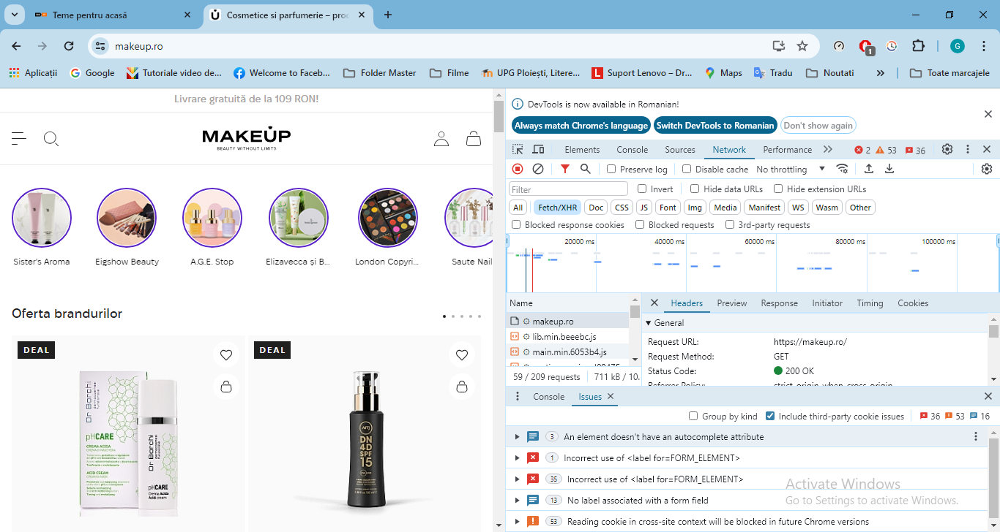 Teme pentru acasă
Cosmetice si parfumerie – proc
makeup.ro
1
G
Aplicații
Google
Tutoriale video de...
Welcome to Faceb...
Folder Master
Filme
UPG Ploiești, Litere...
Suport Lenovo – Dr...
Maps
Tradu
Noutati
Toate marcajele
Livrare gratuită de la 109 RON!
MAKEUP
BEAUTY WITHOUT LIMITS
Sister's Aroma
Eigshow Beauty
A.G.E. Stop
Elizavecca și B...
London Copyri...
Saute Nail
Oferta brandurilor
DEAL
Dr Borchi
pHCARE
CREMA ACIDA
ACID CREAM
Dr Borchi
pHCARE
Crema Acida
Acid cream
DEAL
MTJ
DN
4D
SPF
15
DevTools is now available in Romanian!
Always match Chrome's language
Switch DevTools to Romanian
Don't show again
Elements
Console
Sources
Network
Performance
2
53
36
Preserve log
Disable cache
No throttling
Filter
Invert
Hide data URLs
Hide extension URLs
All
Fetch/XHR
Doc
CSS
JS
Font
Img
Media
Manifest
WS
Wasm
Other
Blocked response cookies
Blocked requests
3rd-party requests
20000 ms
40000 ms
60000 ms
80000 ms
100000 ms
Name
makeup.ro
lib.min.beeebc.js
main.min.6053b4.js
59 / 209 requests
711 kB / 10.
Headers
Preview
Response
Initiator
Timing
Cookies
General
Request URL:
https://makeup.ro/
Request Method:
GET
Status Code:
200 OK
Referrer Policy:
strict-origin-when-cross-origin
Console
Issues
Group by kind
Include third-party cookie issues
36
53
16
3
An element doesn't have an autocomplete attribute
1
Incorrect use of <label for=FORM_ELEMENT>
35
Incorrect use of <label for=FORM_ELEMENT>
13
No label associated with a form field
53
Reading cookie in cross-site context will be blocked in future Chrome versions
Activate Windows
Go to Settings to activate Windows.